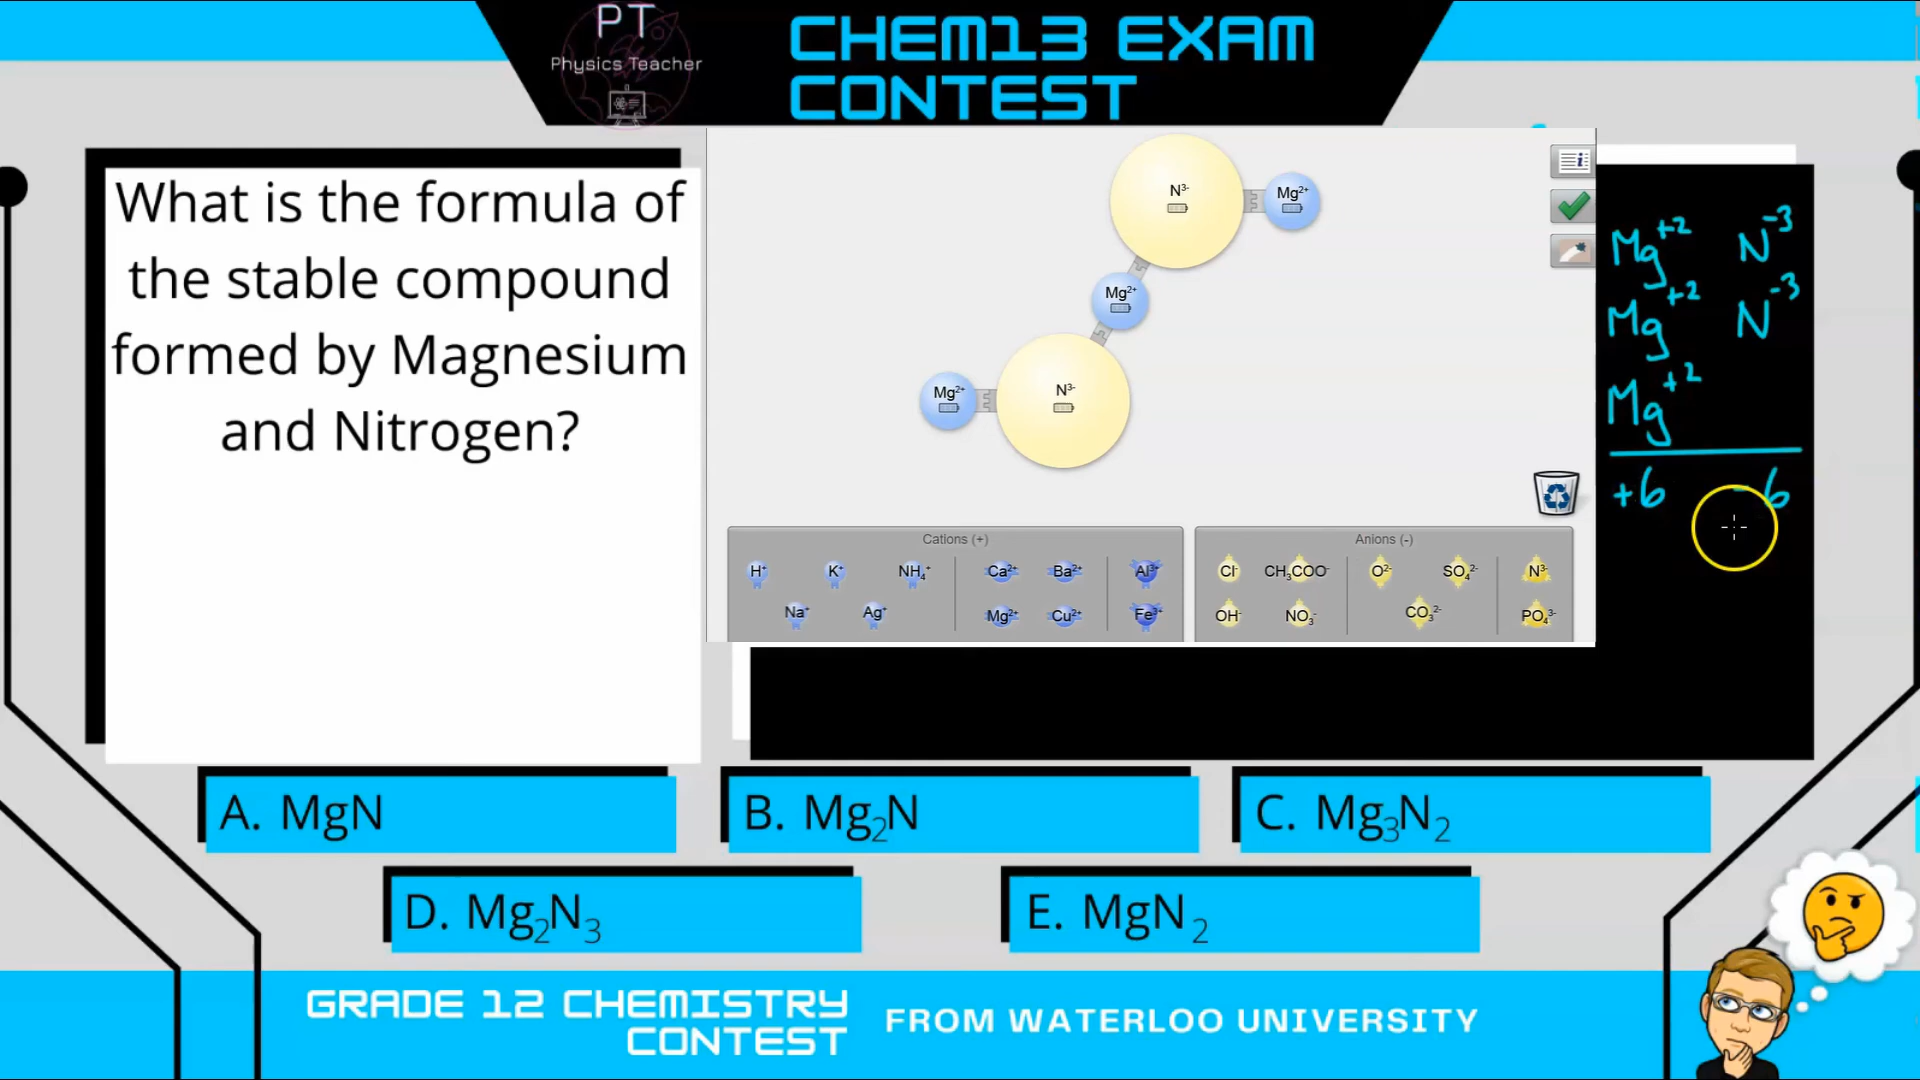 PT
Physics Teacher
CHEM13 EXAM
CONTEST
What is the formula of
the stable compound
formed by Magnesium
and Nitrogen?
N³⁻
Mg²⁺
Mg²⁺
Mg²⁺
N³⁻
Cations (+)
H⁺ K⁺ NH₄⁺ Ca²⁺ Ba²⁺ Al³⁺
Na⁺ Ag⁺ Mg²⁺ Cu²⁺ Fe³⁺
Anions (-)
Cl⁻ CH₃COO⁻ O²⁻ SO₄²⁻ N³⁻
OH⁻ NO₃⁻ CO₃²⁻ PO₄³⁻
Mg⁺² N⁻³
Mg⁺² N⁻³
Mg⁺²
+6 -6
A. MgN
B. Mg₂N
C. Mg₃N₂
D. Mg₂N₃
E. MgN₂
GRADE 12 CHEMISTRY
CONTEST
FROM WATERLOO UNIVERSITY